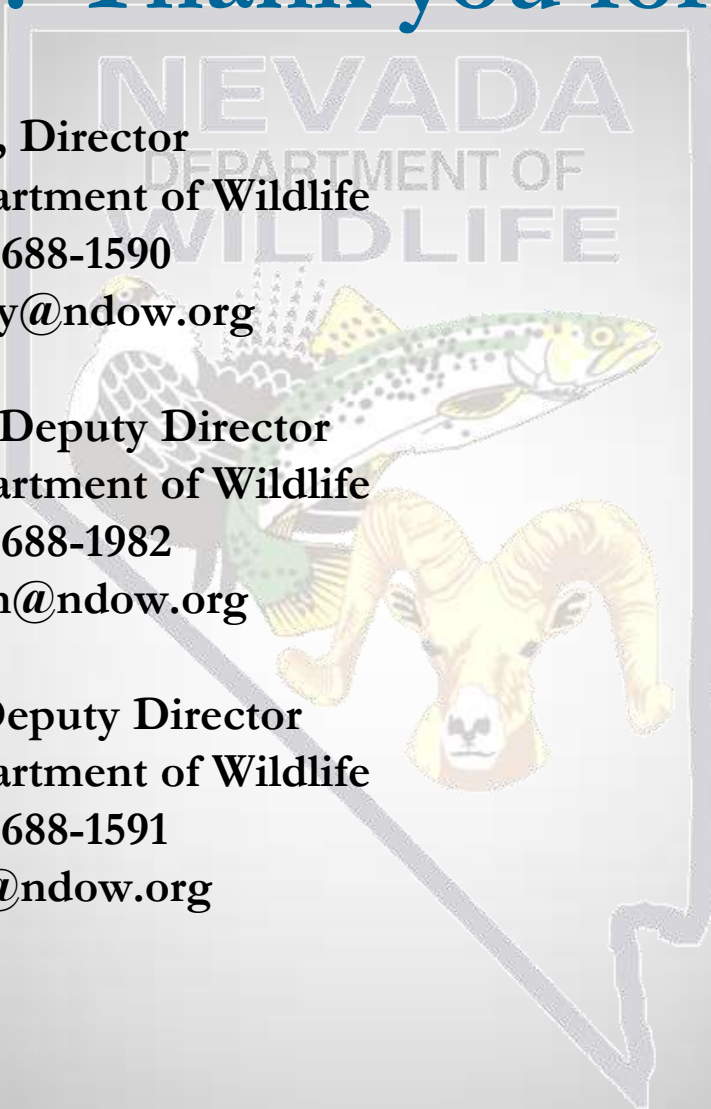 Thank you for
NEVADA
DEPARTMENT OF
WILDLIFE
, Director
artment of Wildlife
688-1590
y@ndow.org
Deputy Director
artment of Wildlife
688-1982
n@ndow.org
Deputy Director
artment of Wildlife
688-1591
@ndow.org